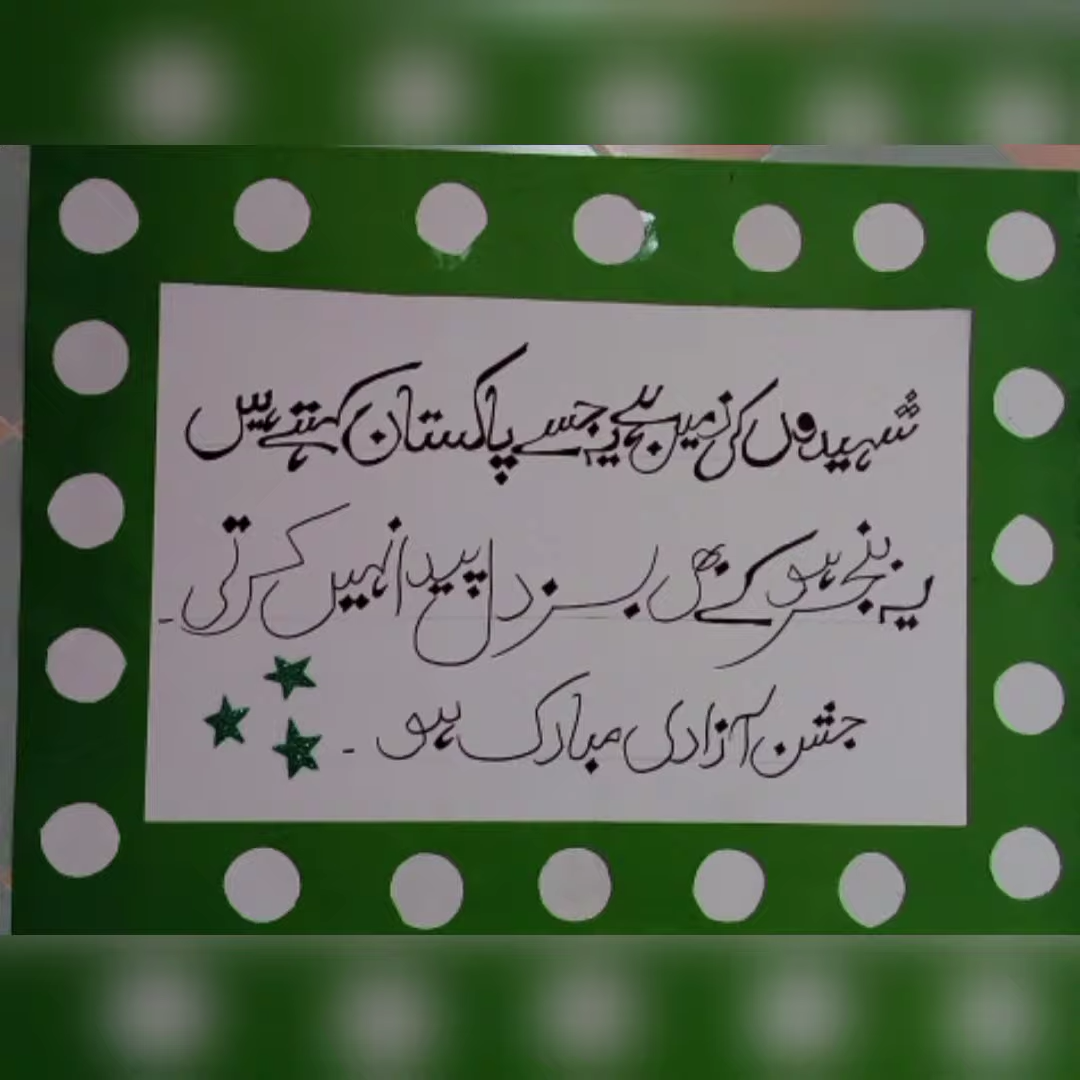 شہیدوں کی زمیں ہے یہ جسے پاکستان کہتے ہیں
یہ بنجر ہو کے بھی بزدل پیدا نہیں کرتی۔
جشن آزادی مبارک ہو۔